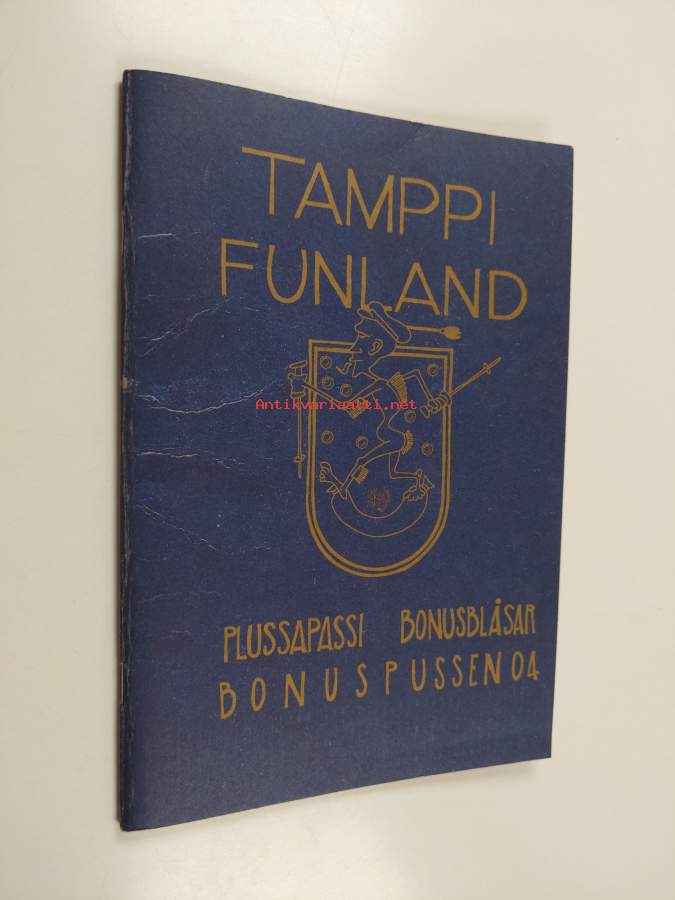 TAMPPI
FUNLAND
Antikvariaatti.net
PLUSSAPASSI BONUSBLÅSAR
BONUSPUSSEN 04